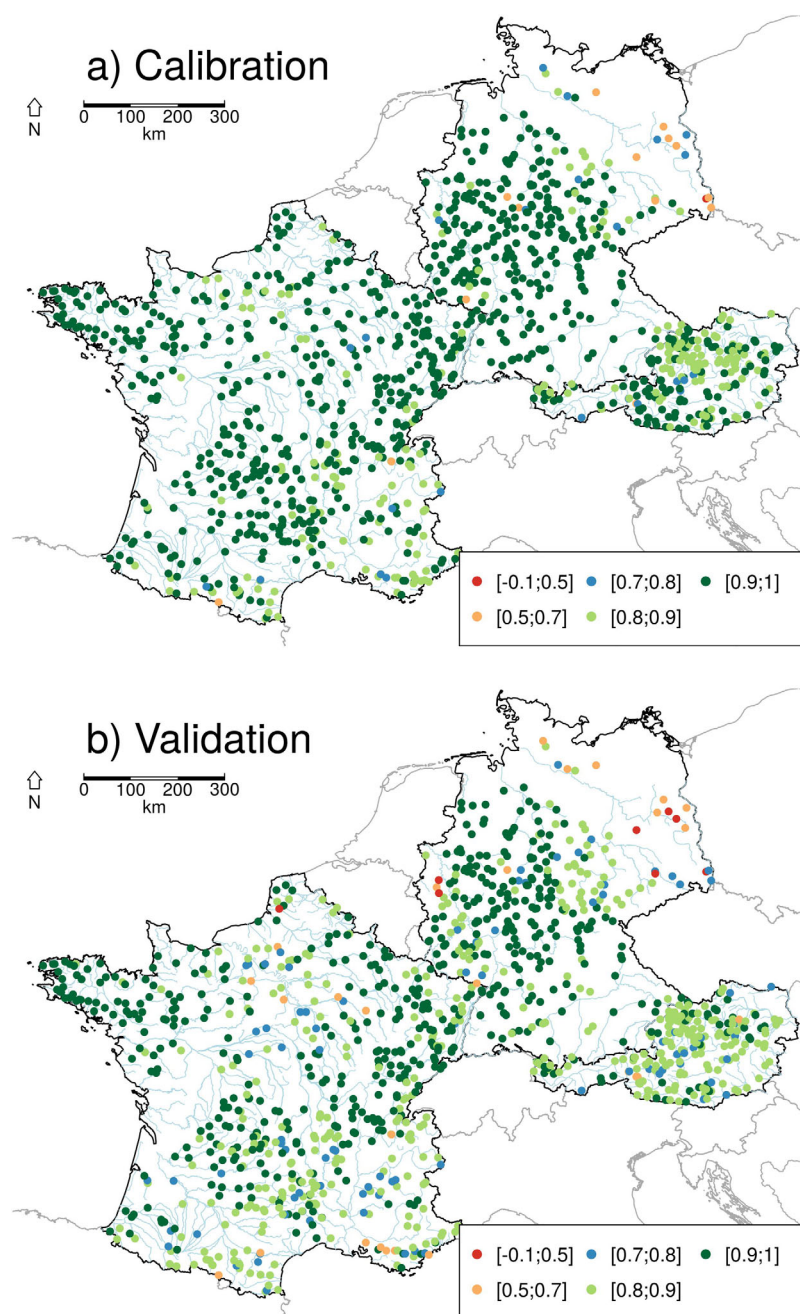 a) Calibration
N
0 100 200 300
km
[-0.1;0.5] [0.7;0.8] [0.9;1]
[0.5;0.7] [0.8;0.9]
b) Validation
N
0 100 200 300
km
[-0.1;0.5] [0.7;0.8] [0.9;1]
[0.5;0.7] [0.8;0.9]